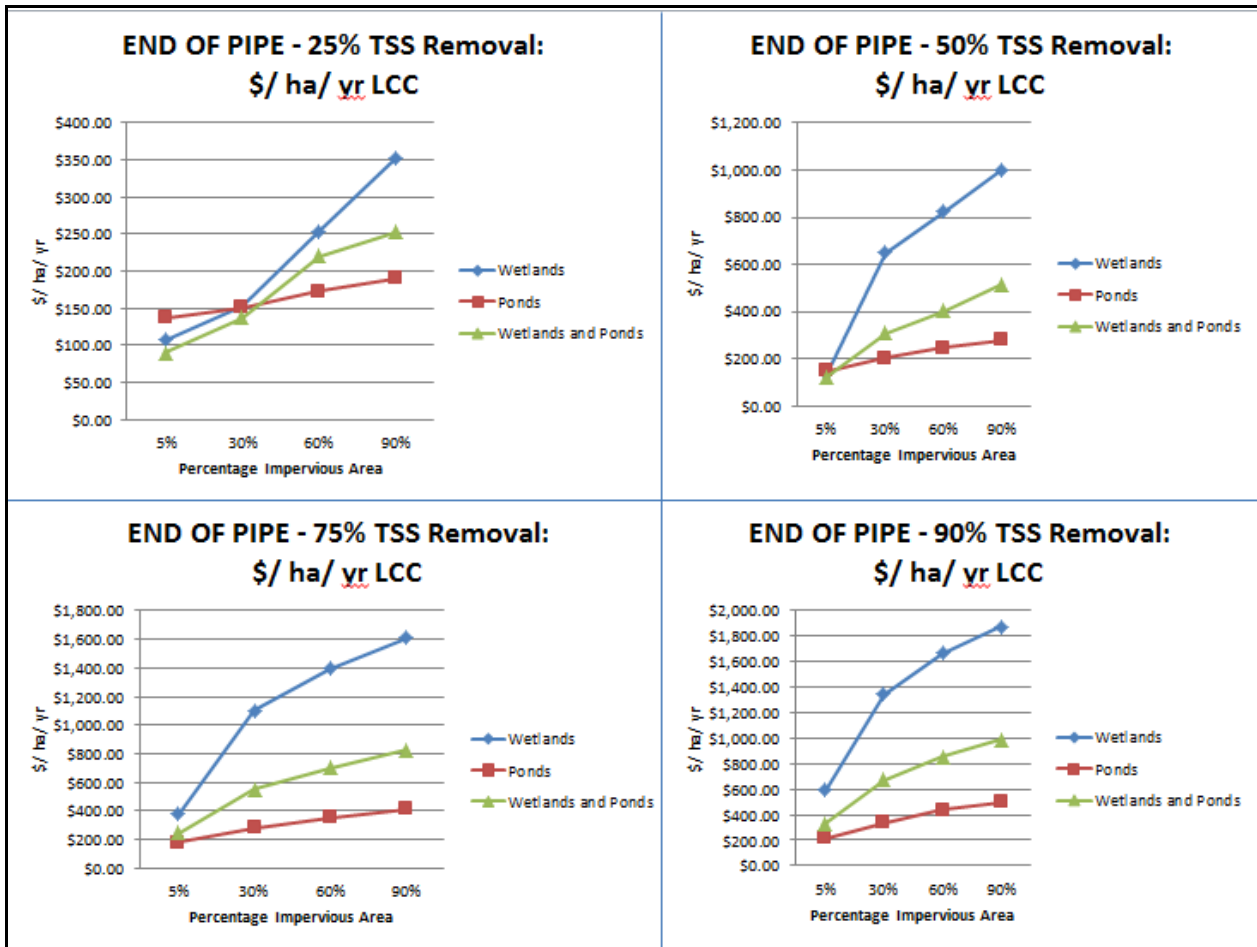 END OF PIPE - 25% TSS Removal:
$/ ha/ yr LCC
$400.00
$350.00
$300.00
$250.00
$200.00
$150.00
$100.00
$50.00
$0.00
$/ ha/ yr
5% 30% 60% 90%
Percentage Impervious Area
Wetlands
Ponds
Wetlands and Ponds
END OF PIPE - 50% TSS Removal:
$/ ha/ yr LCC
$1,200.00
$1,000.00
$800.00
$600.00
$400.00
$200.00
$0.00
$/ ha/ yr
5% 30% 60% 90%
Percentage Impervious Area
Wetlands
Ponds
Wetlands and Ponds
END OF PIPE - 75% TSS Removal:
$/ ha/ yr LCC
$1,800.00
$1,600.00
$1,400.00
$1,200.00
$1,000.00
$800.00
$600.00
$400.00
$200.00
$0.00
$/ ha/ yr
5% 30% 60% 90%
Percentage Impervious Area
Wetlands
Ponds
Wetlands and Ponds
END OF PIPE - 90% TSS Removal:
$/ ha/ yr LCC
$2,000.00
$1,800.00
$1,600.00
$1,400.00
$1,200.00
$1,000.00
$800.00
$600.00
$400.00
$200.00
$0.00
$/ ha/ yr
5% 30% 60% 90%
Percentage Impervious Area
Wetlands
Ponds
Wetlands and Ponds